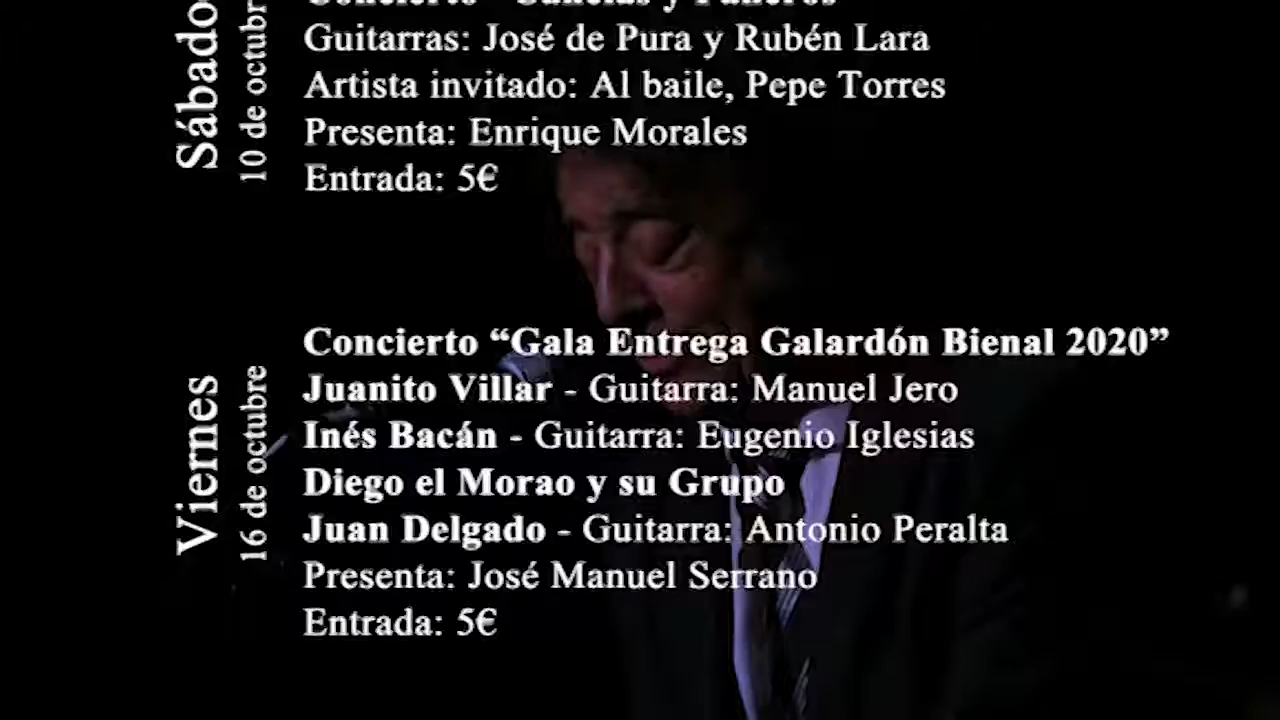 Sábado
10 de octubr
Concierto
Guitarras: José de Pura y Rubén Lara
Artista invitado: Al baile, Pepe Torres
Presenta: Enrique Morales
Entrada: 5€
Viernes
16 de octubre
Concierto “Gala Entrega Galardón Bienal 2020”
Juanito Villar - Guitarra: Manuel Jero
Inés Bacán - Guitarra: Eugenio Iglesias
Diego el Morao y su Grupo
Juan Delgado - Guitarra: Antonio Peralta
Presenta: José Manuel Serrano
Entrada: 5€